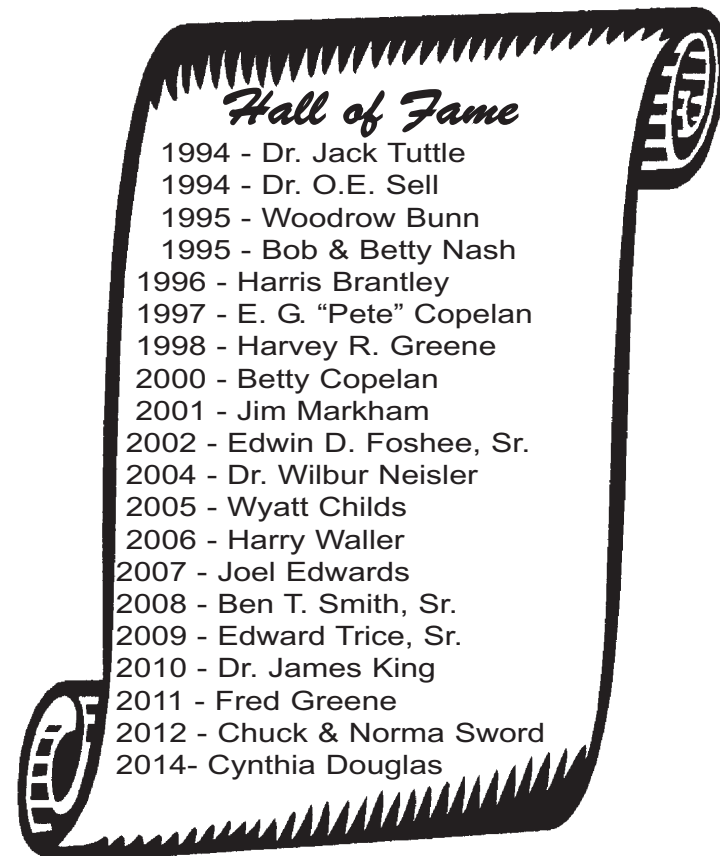 Hall of Fame
1994 - Dr. Jack Tuttle
1994 - Dr. O.E. Sell
1995 - Woodrow Bunn
1995 - Bob & Betty Nash
1996 - Harris Brantley
1997 - E. G. “Pete” Copelan
1998 - Harvey R. Greene
2000 - Betty Copelan
2001 - Jim Markham
2002 - Edwin D. Foshee, Sr.
2004 - Dr. Wilbur Neisler
2005 - Wyatt Childs
2006 - Harry Waller
2007 - Joel Edwards
2008 - Ben T. Smith, Sr.
2009 - Edward Trice, Sr.
2010 - Dr. James King
2011 - Fred Greene
2012 - Chuck & Norma Sword
2014- Cynthia Douglas